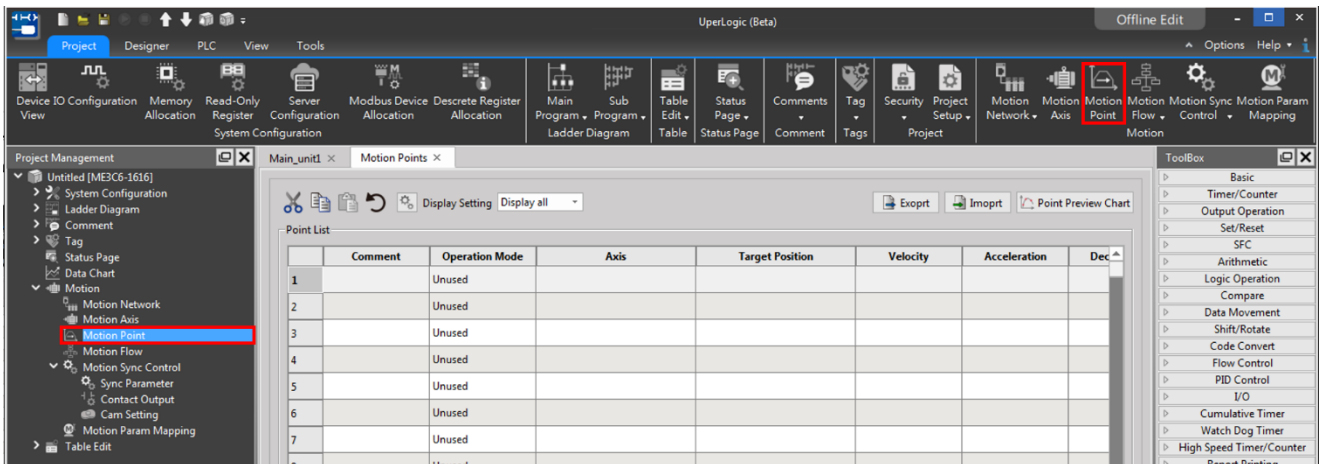 UperLogic (Beta)
Offline Edit
Project Designer PLC View Tools
Options Help
Device IO Configuration View
Memory Allocation
Read-Only Register
Server Configuration
Modbus Device Allocation
Descrete Register Allocation
System Configuration
Main Program
Sub Program
Ladder Diagram
Table Edit
Table
Status Page
Status Page
Comments
Comment
Tag
Tags
Security
Project Setup
Project
Motion Network
Motion Axis
Motion Point
Motion Flow
Motion Sync Control
Motion Param Mapping
Motion
Project Management
Untitled [ME3C6-1616]
System Configuration
Ladder Diagram
Comment
Tag
Status Page
Data Chart
Motion
Motion Network
Motion Axis
Motion Point
Motion Flow
Motion Sync Control
Sync Parameter
Contact Output
Cam Setting
Motion Param Mapping
Table Edit
Main_unit1
Motion Points
Display Setting Display all
Exoprt Imoprt Point Preview Chart
Point List
Comment Operation Mode Axis Target Position Velocity Acceleration Dec
1 Unused
2 Unused
3 Unused
4 Unused
5 Unused
6 Unused
7 Unused
ToolBox
Basic
Timer/Counter
Output Operation
Set/Reset
SFC
Arithmetic
Logic Operation
Compare
Data Movement
Shift/Rotate
Code Convert
Flow Control
PID Control
I/O
Cumulative Timer
Watch Dog Timer
High Speed Timer/Counter
Report Printing